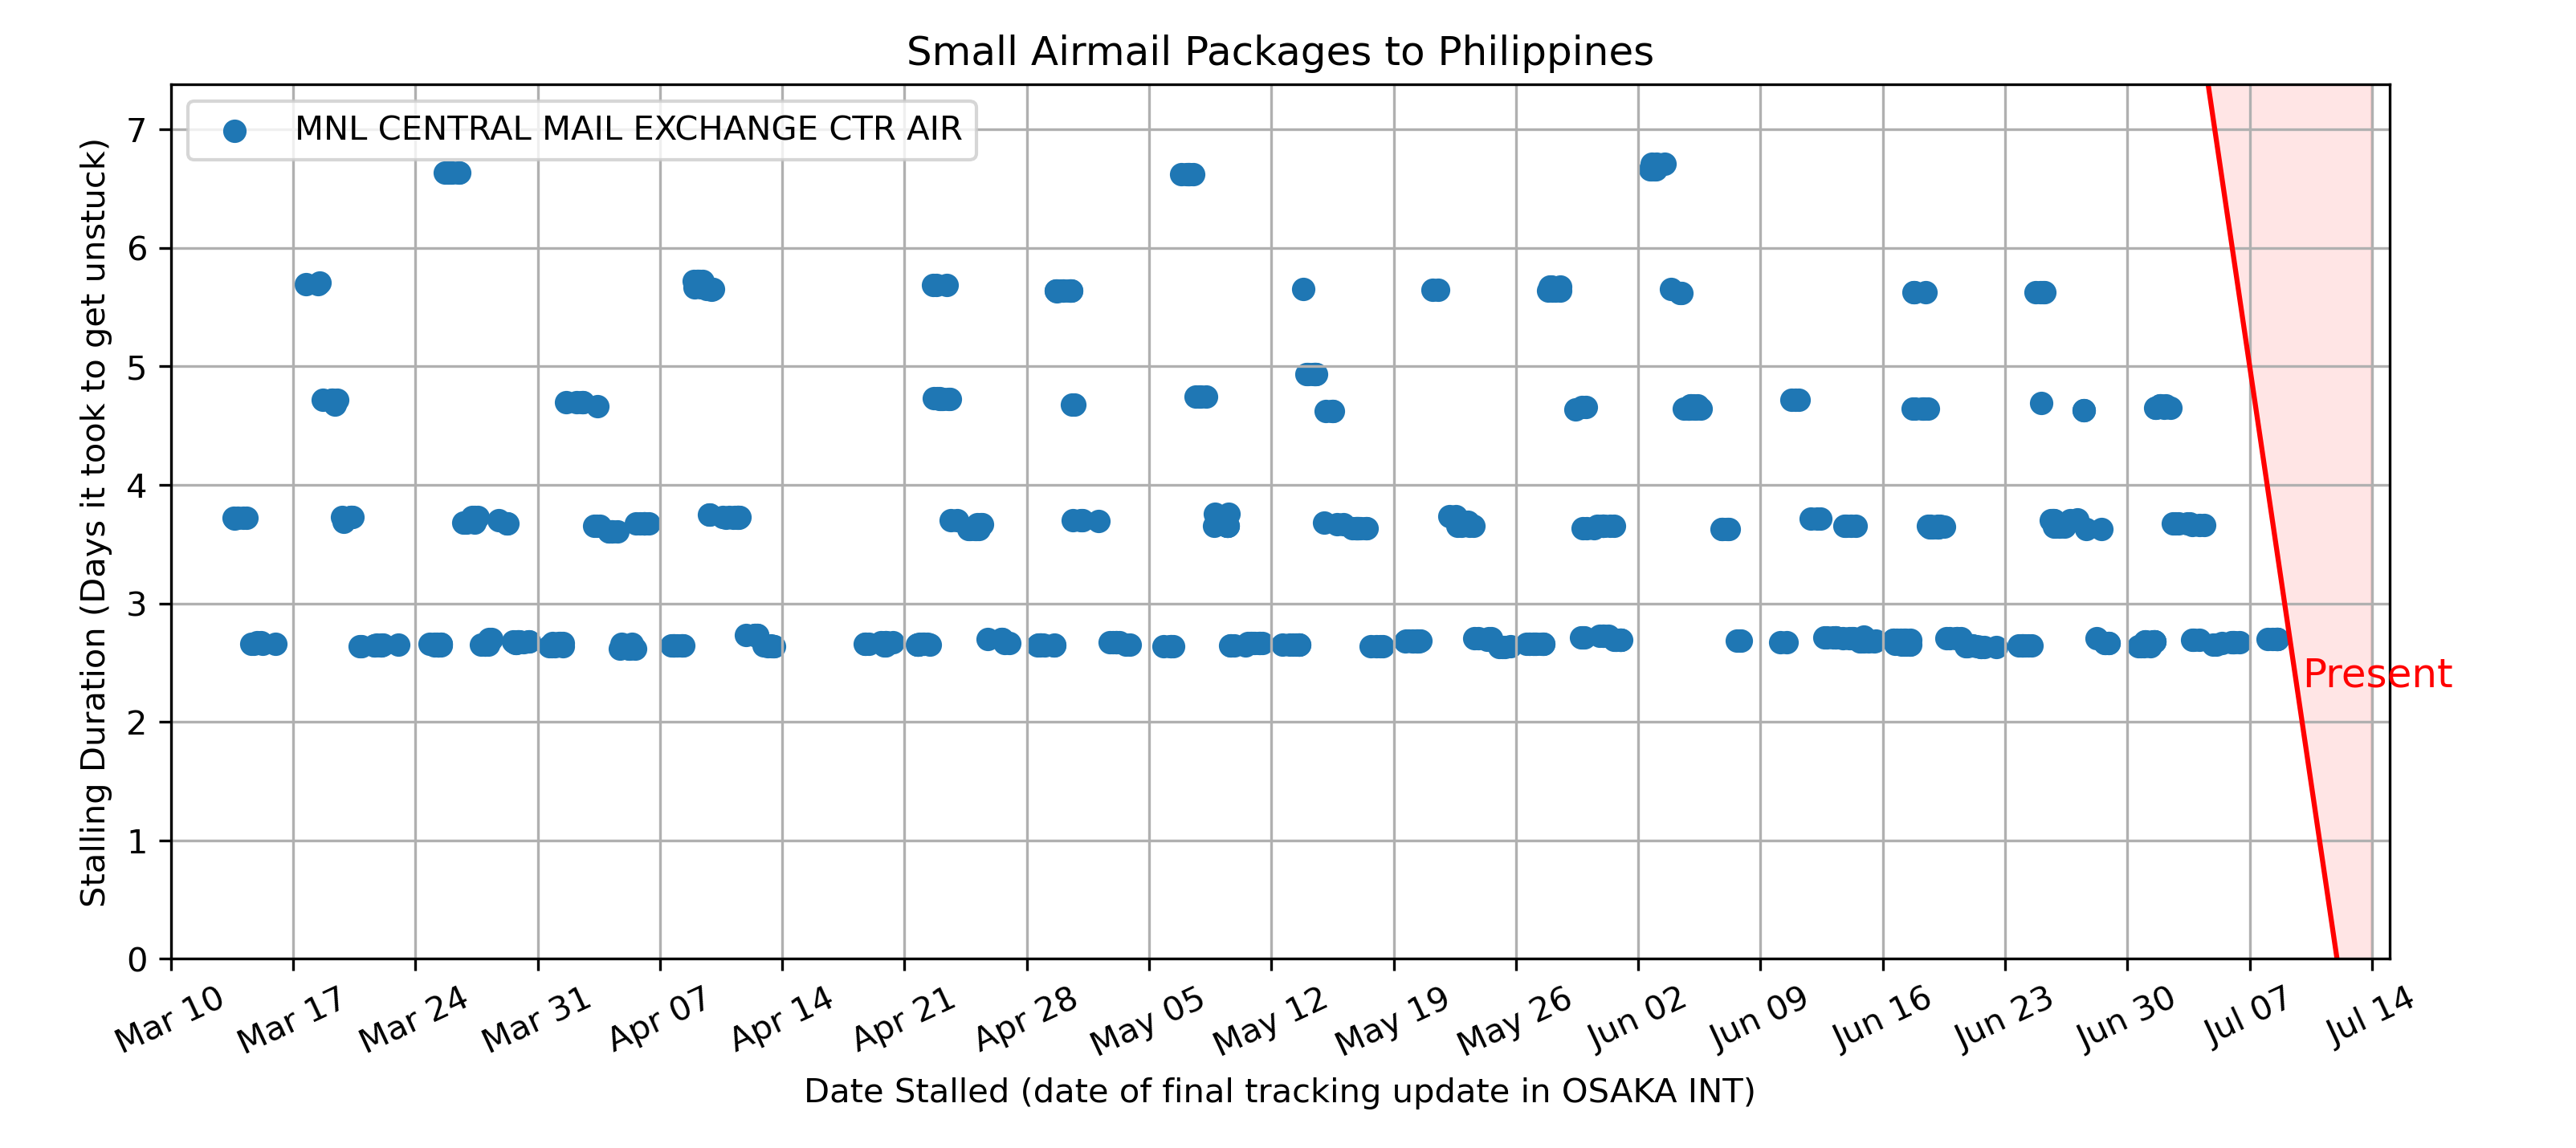 Small Airmail Packages to Philippines
MNL CENTRAL MAIL EXCHANGE CTR AIR
Stalling Duration (Days it took to get unstuck)
7
6
5
4
3
2
1
0
Present
Mar 10
Mar 17
Mar 24
Mar 31
Apr 07
Apr 14
Apr 21
Apr 28
May 05
May 12
May 19
May 26
Jun 02
Jun 09
Jun 16
Jun 23
Jun 30
Jul 07
Jul 14
Date Stalled (date of final tracking update in OSAKA INT)